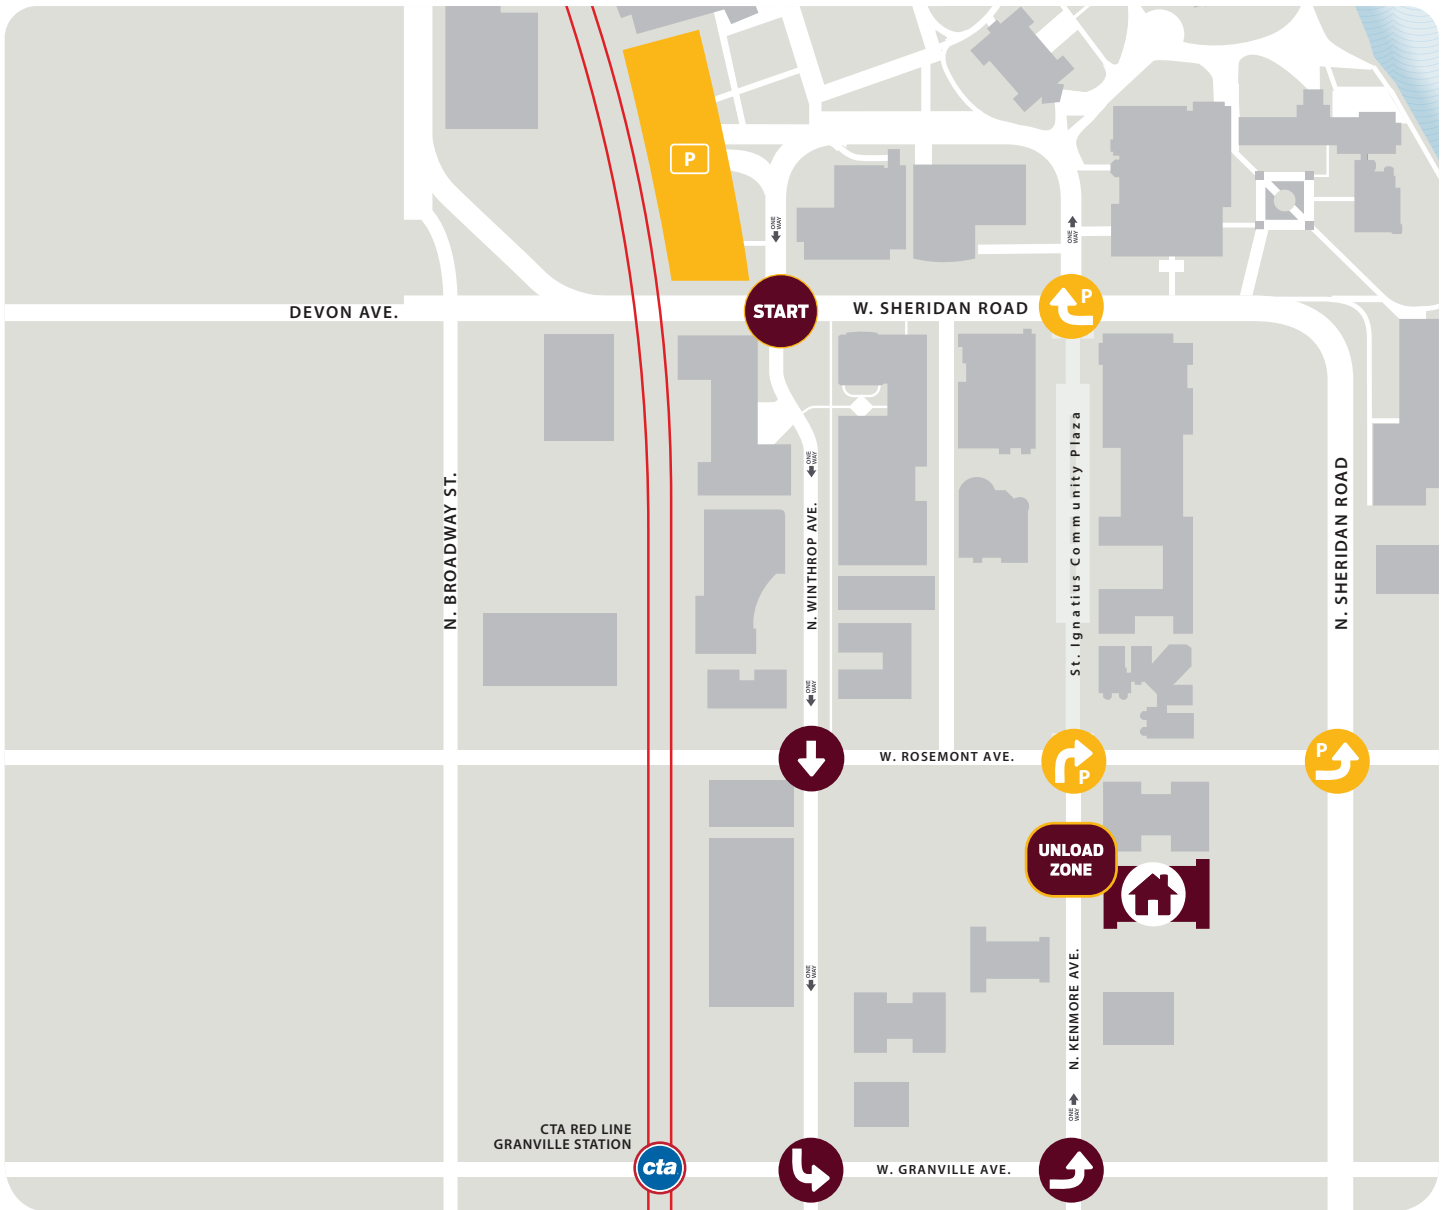 P
ONE
WAY
ONE
WAY
DEVON AVE.
START
W. SHERIDAN ROAD
P
St. Ignatius Community Plaza
ONE
WAY
N. BROADWAY ST.
N. WINTHROP AVE.
N. SHERIDAN ROAD
ONE
WAY
W. ROSEMONT AVE.
P
P
UNLOAD
ZONE
ONE
WAY
N. KENMORE AVE.
ONE
WAY
CTA RED LINE
GRANVILLE STATION
cta
W. GRANVILLE AVE.